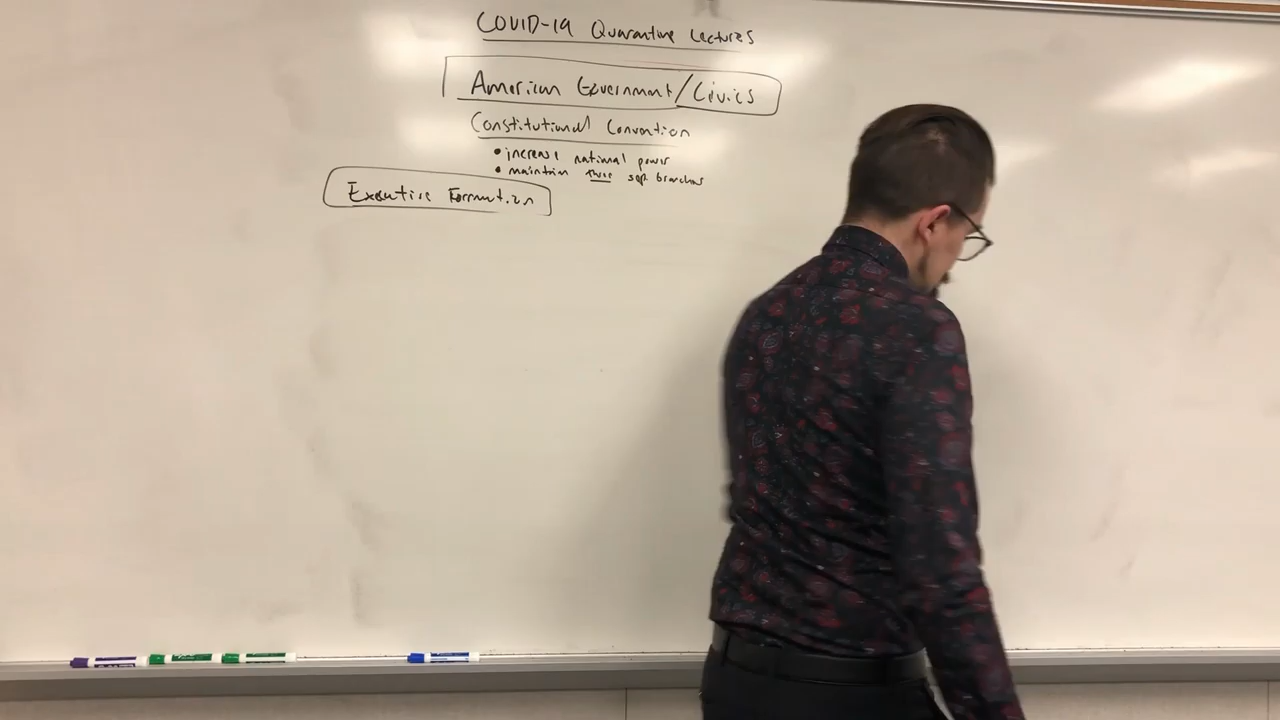 COVID-19 Quarantine Lectures
American Government/Civics
Constitutional Convention
• increase national power
• maintain three sep. branches
Executive Formation